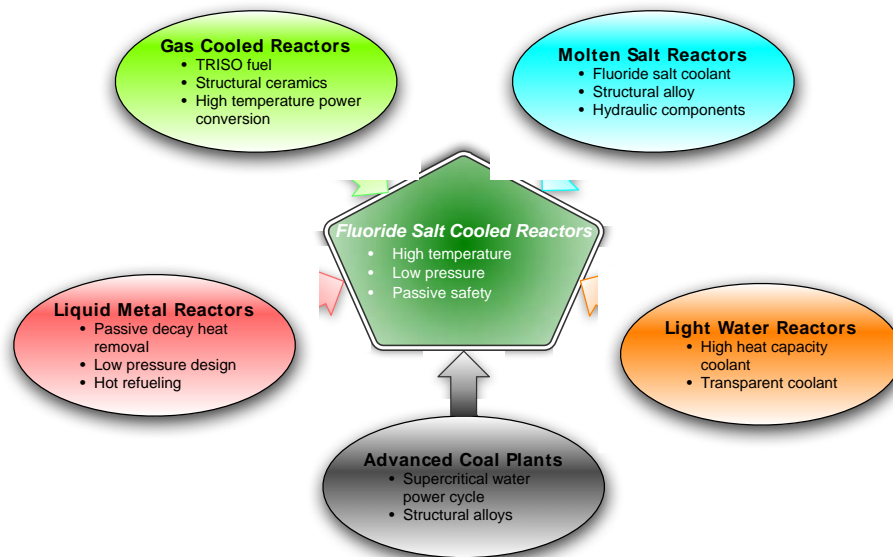 Gas Cooled Reactors
• TRISO fuel
• Structural ceramics
• High temperature power
conversion
Molten Salt Reactors
• Fluoride salt coolant
• Structural alloy
• Hydraulic components
Fluoride Salt Cooled Reactors
• High temperature
• Low pressure
• Passive safety
Liquid Metal Reactors
• Passive decay heat
removal
• Low pressure design
• Hot refueling
Light Water Reactors
• High heat capacity
coolant
• Transparent coolant
Advanced Coal Plants
• Supercritical water
power cycle
• Structural alloys